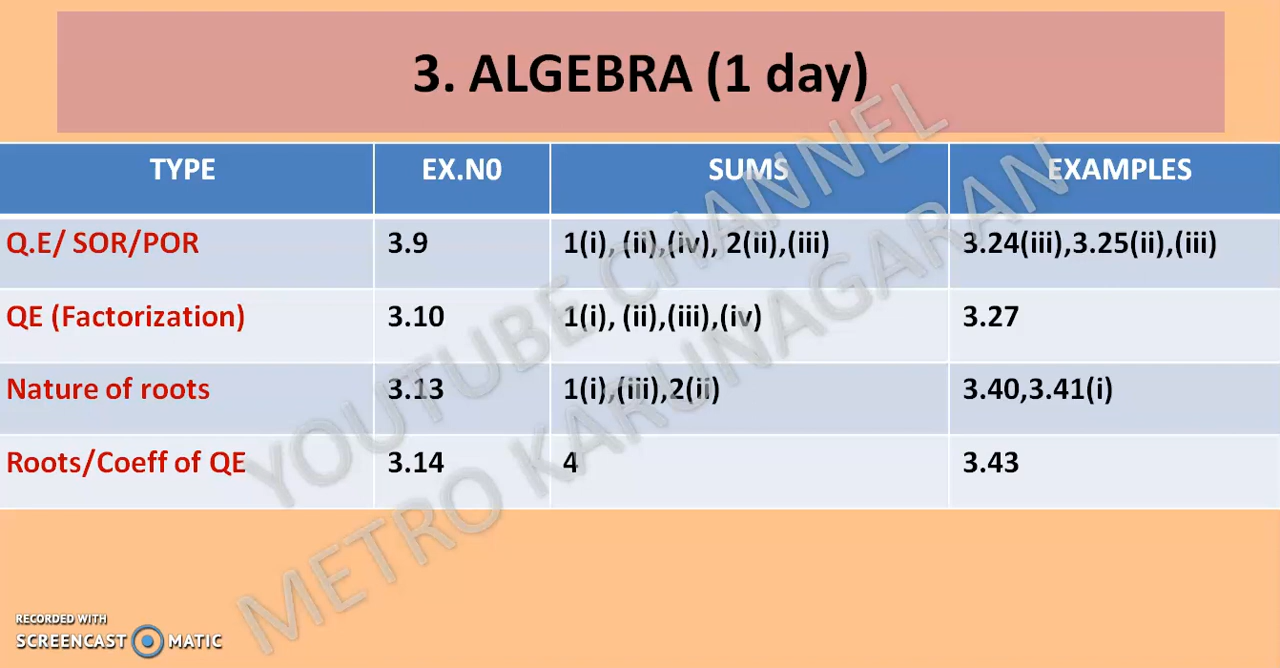 3. ALGEBRA (1 day)
TYPE EX.N0 SUMS EXAMPLES
Q.E/ SOR/POR 3.9 1(i), (ii),(iv), 2(ii),(iii) 3.24(iii),3.25(ii),(iii)
QE (Factorization) 3.10 1(i), (ii),(iii),(iv) 3.27
Nature of roots 3.13 1(i),(iii),2(ii) 3.40,3.41(i)
Roots/Coeff of QE 3.14 4 3.43
YOUTUBE CHANNEL
METRO KARUNAGARAN
RECORDED WITH
SCREENCAST MATIC